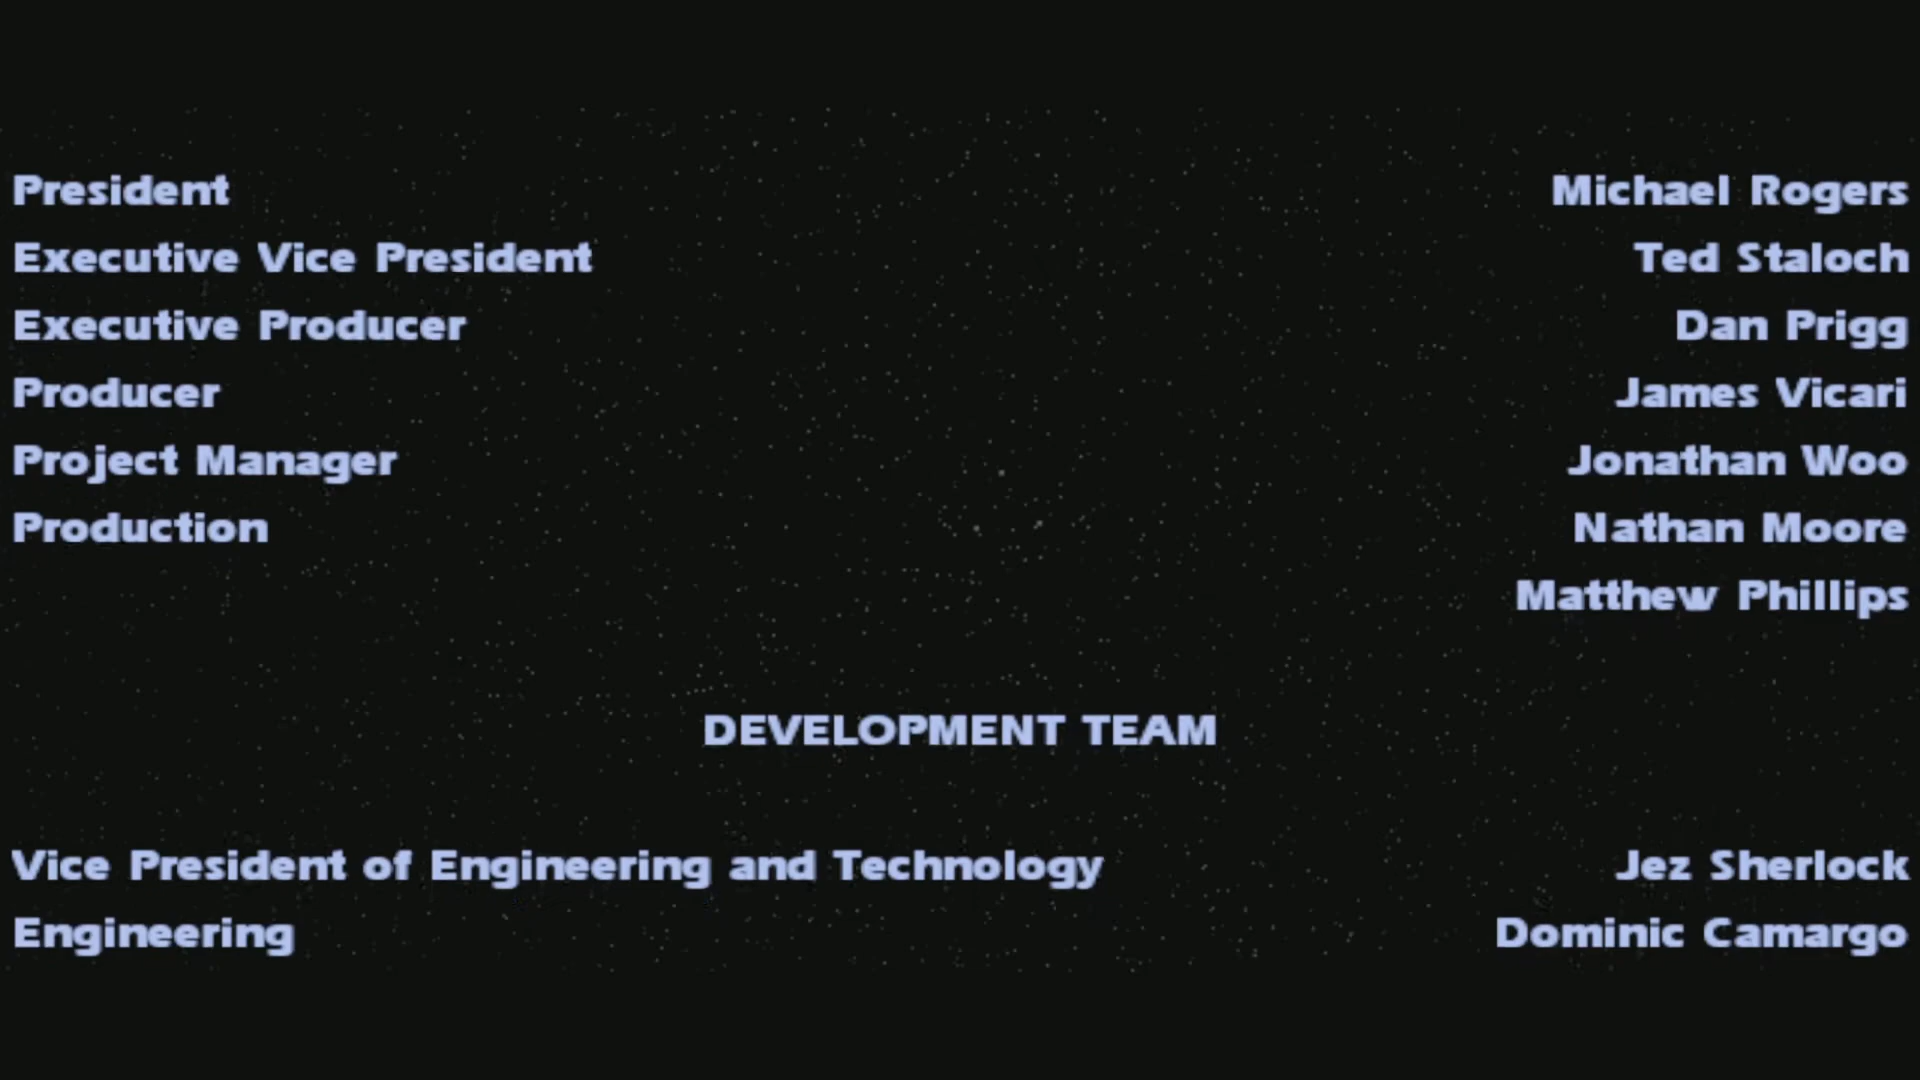 President Michael Rogers
Executive Vice President Ted Staloch
Executive Producer Dan Prigg
Producer James Vicari
Project Manager Jonathan Woo
Production Nathan Moore
Matthew Phillips
DEVELOPMENT TEAM
Vice President of Engineering and Technology Jez Sherlock
Engineering Dominic Camargo